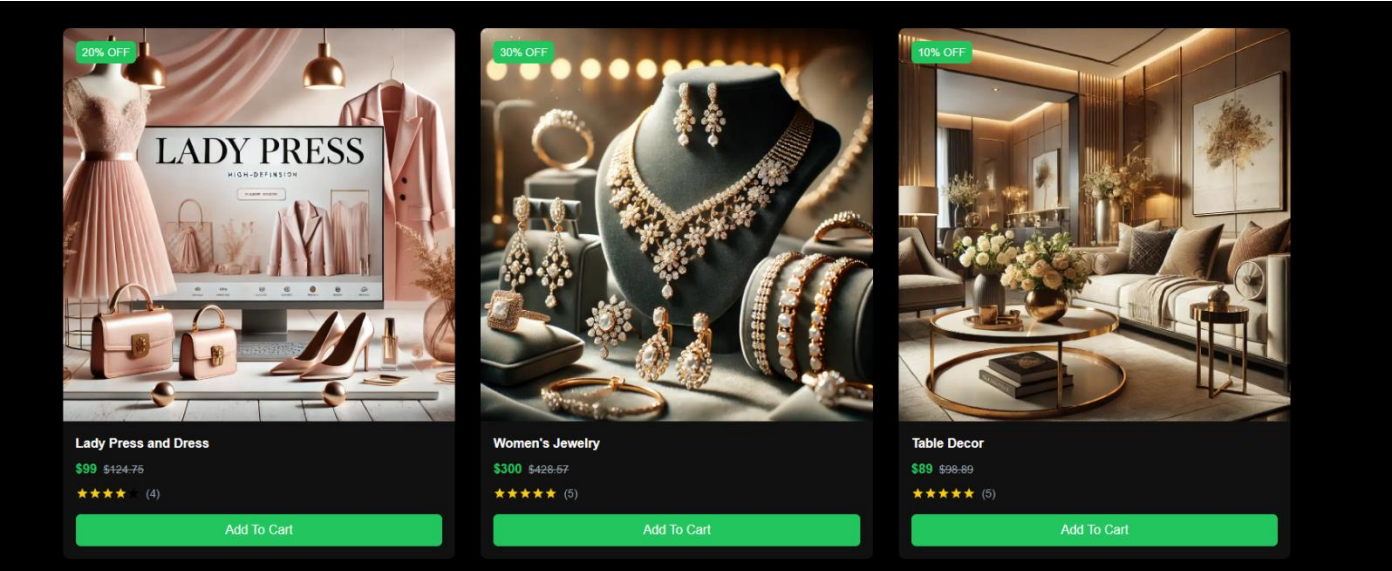 20% OFF
LADY PRESS
HIGH-DEFENSION
Lady Press and Dress
$99 $124.75
★★★★★ (4)
Add To Cart
30% OFF
Women's Jewelry
$300 $428.57
★★★★★ (5)
Add To Cart
10% OFF
Table Decor
$89 $98.89
★★★★★ (5)
Add To Cart